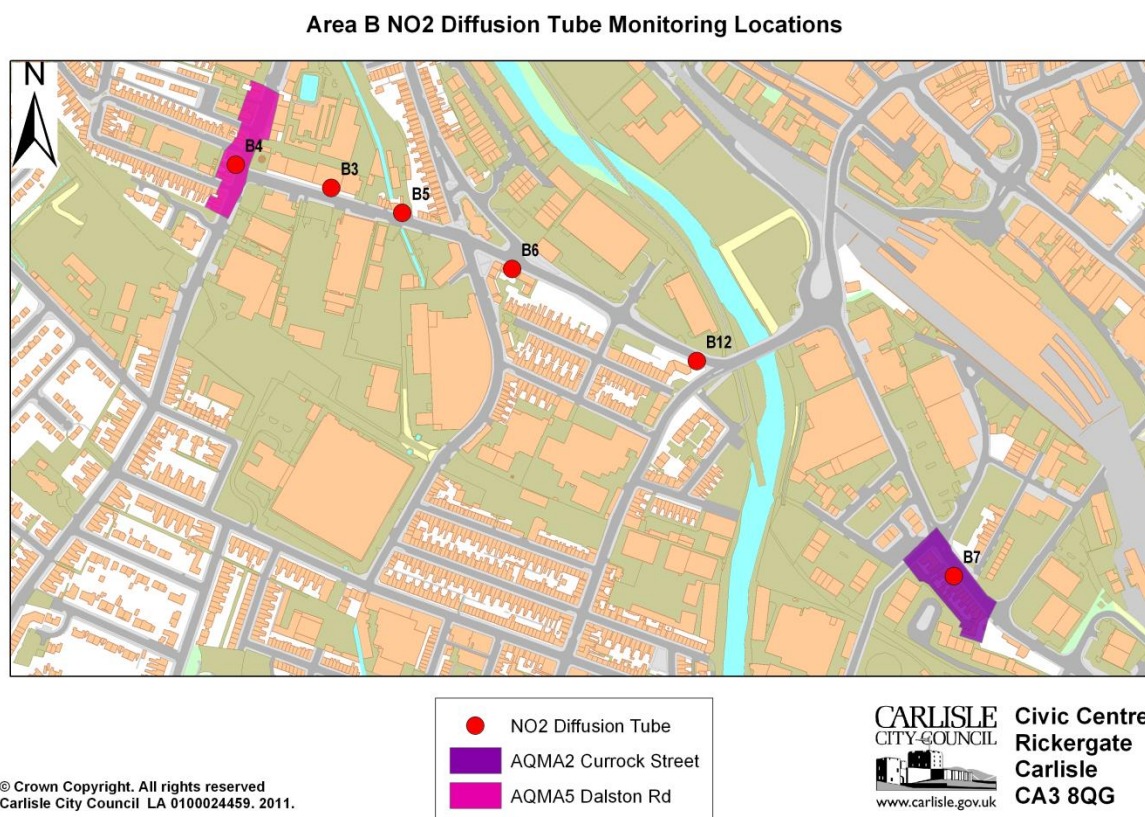 Area B NO2 Diffusion Tube Monitoring Locations
N
B4
B3
B5
B6
B12
B7
NO2 Diffusion Tube
AQMA2 Currock Street
AQMA5 Dalston Rd
© Crown Copyright. All rights reserved
Carlisle City Council LA 0100024459. 2011.
CARLISLE
CITY COUNCIL
www.carlisle.gov.uk
Civic Centre
Rickergate
Carlisle
CA3 8QG